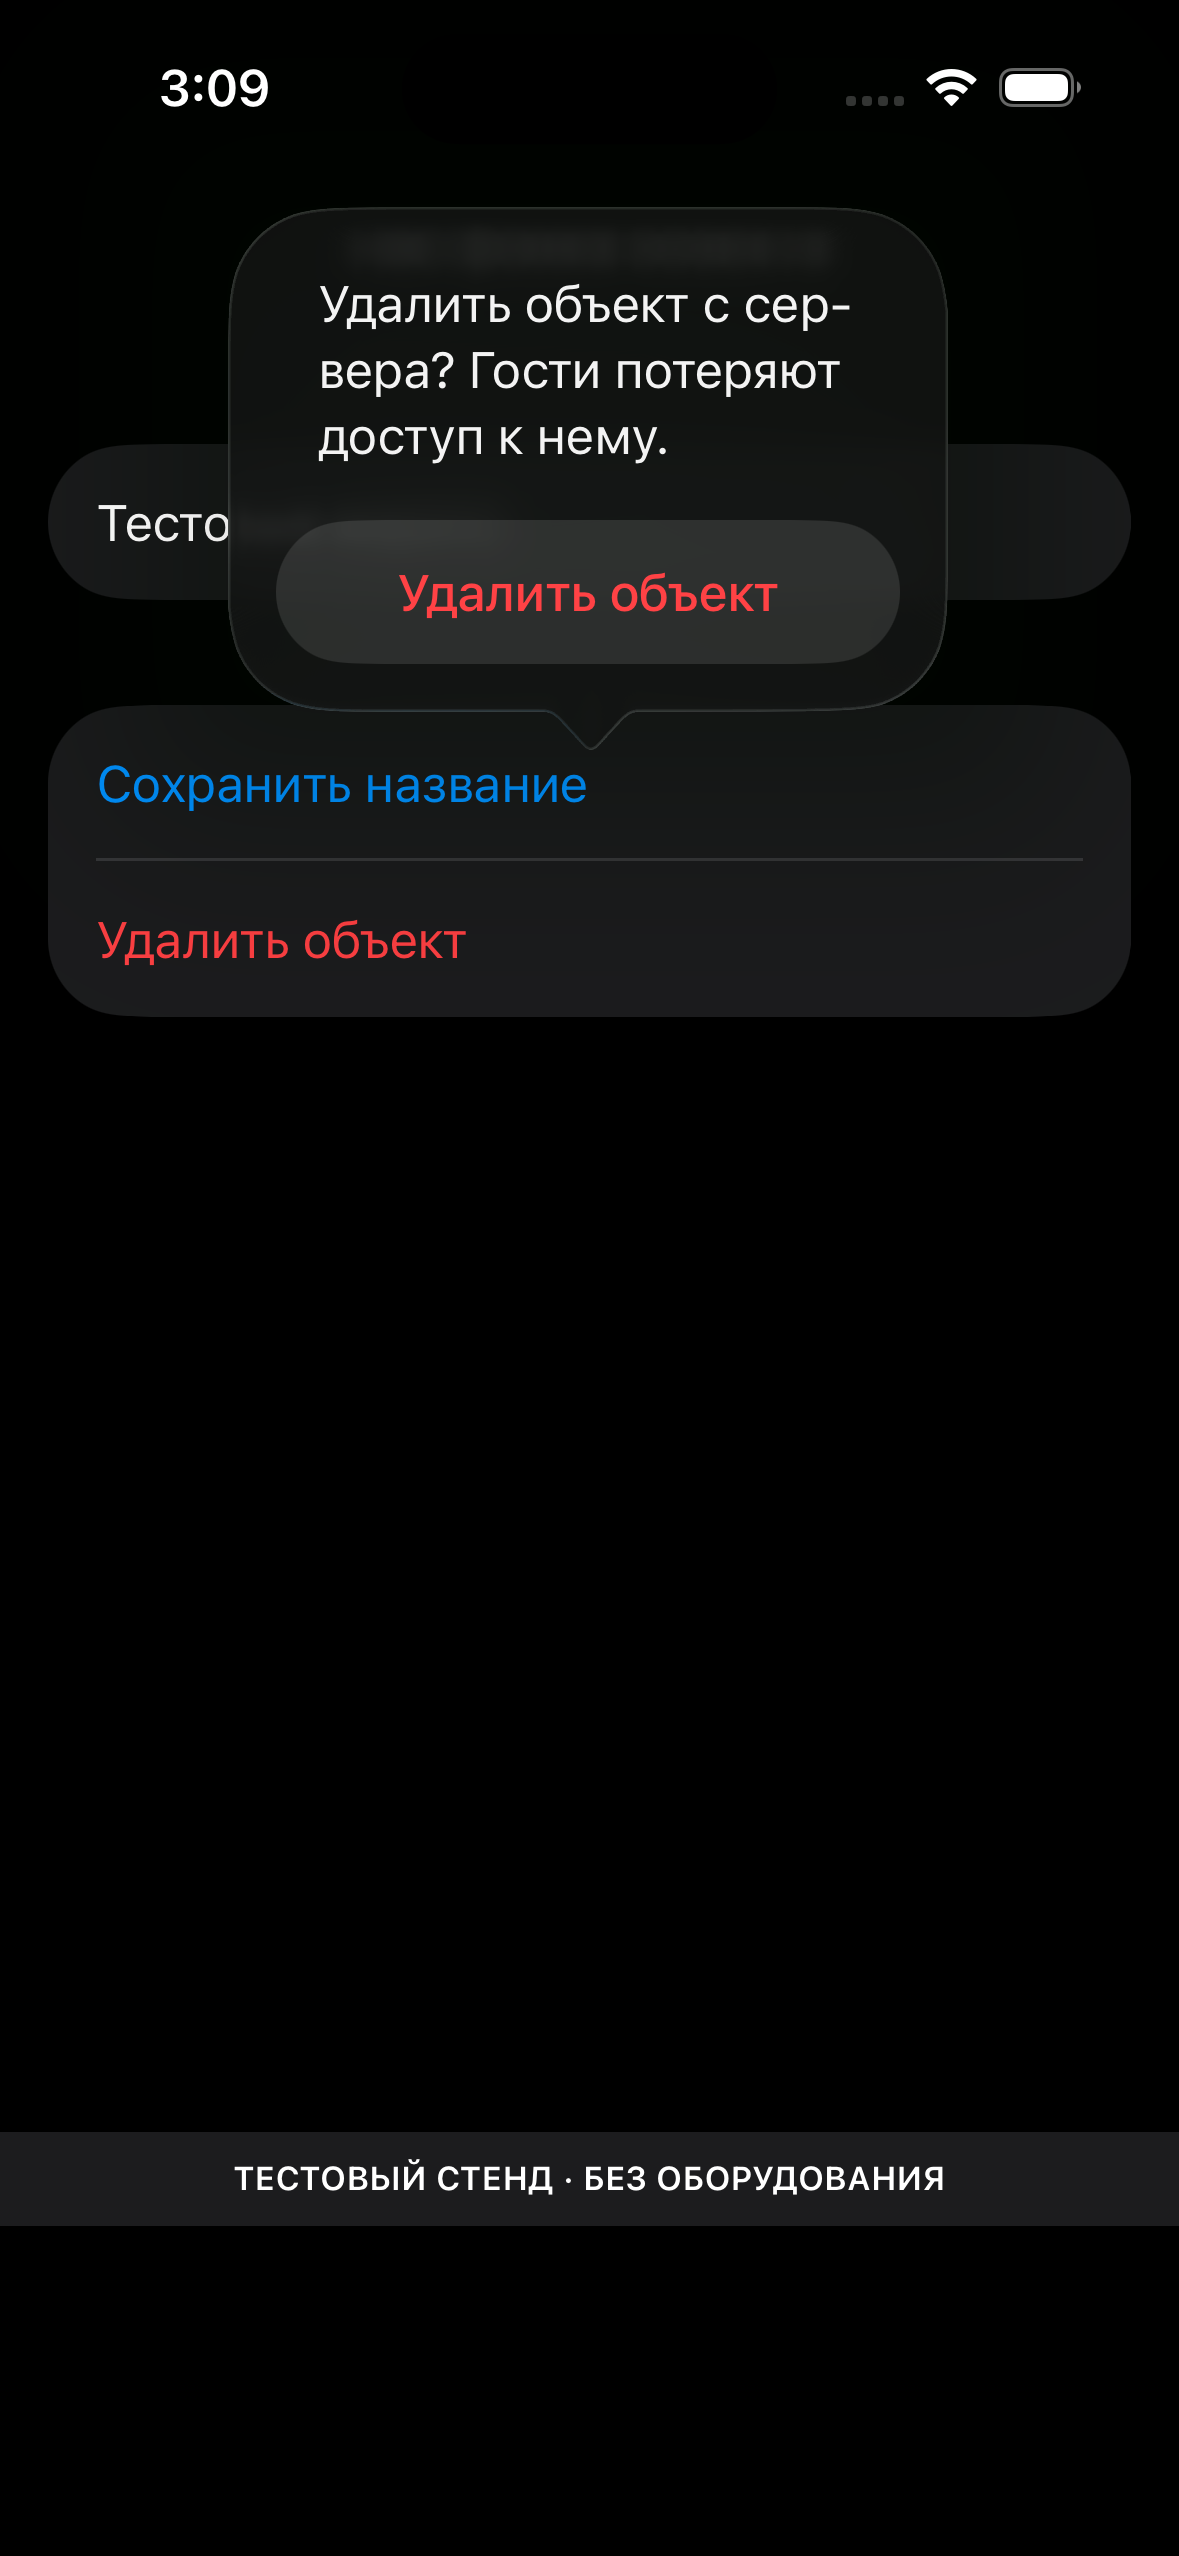 3:09
Удалить объект с сер-
вера? Гости потеряют
доступ к нему.
Тесто
Удалить объект
Сохранить название
Удалить объект
ТЕСТОВЫЙ СТЕНД · БЕЗ ОБОРУДОВАНИЯ